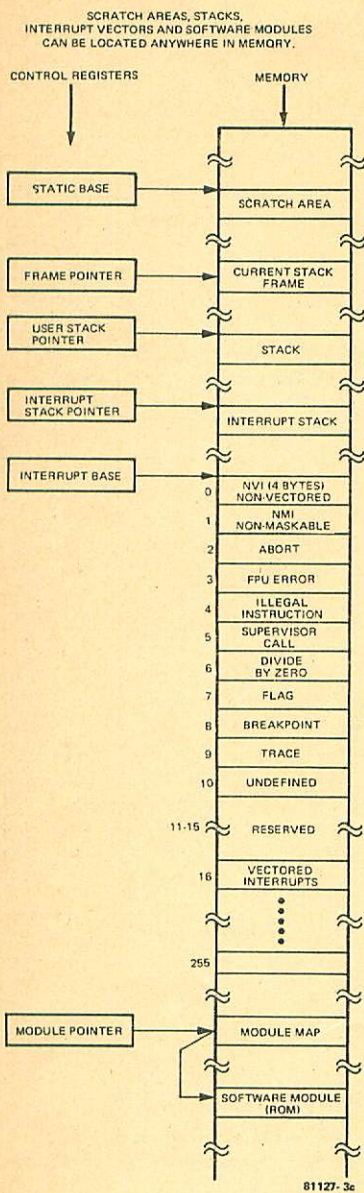 SCRATCH AREAS, STACKS,
INTERRUPT VECTORS AND SOFTWARE MODULES
CAN BE LOCATED ANYWHERE IN MEMORY.
CONTROL REGISTERS
MEMORY
STATIC BASE
SCRATCH AREA
FRAME POINTER
CURRENT STACK
FRAME
USER STACK
POINTER
STACK
INTERRUPT
STACK POINTER
INTERRUPT STACK
INTERRUPT BASE
0
NVI (4 BYTES)
NON-VECTORED
1
NMI
NON-MASKABLE
2
ABORT
3
FPU ERROR
4
ILLEGAL
INSTRUCTION
5
SUPERVISOR
CALL
6
DIVIDE
BY ZERO
7
FLAG
8
BREAKPOINT
9
TRACE
10
UNDEFINED
11-15
RESERVED
16
VECTORED
INTERRUPTS
255
MODULE POINTER
MODULE MAP
SOFTWARE MODULE
(ROM)
81127-3c